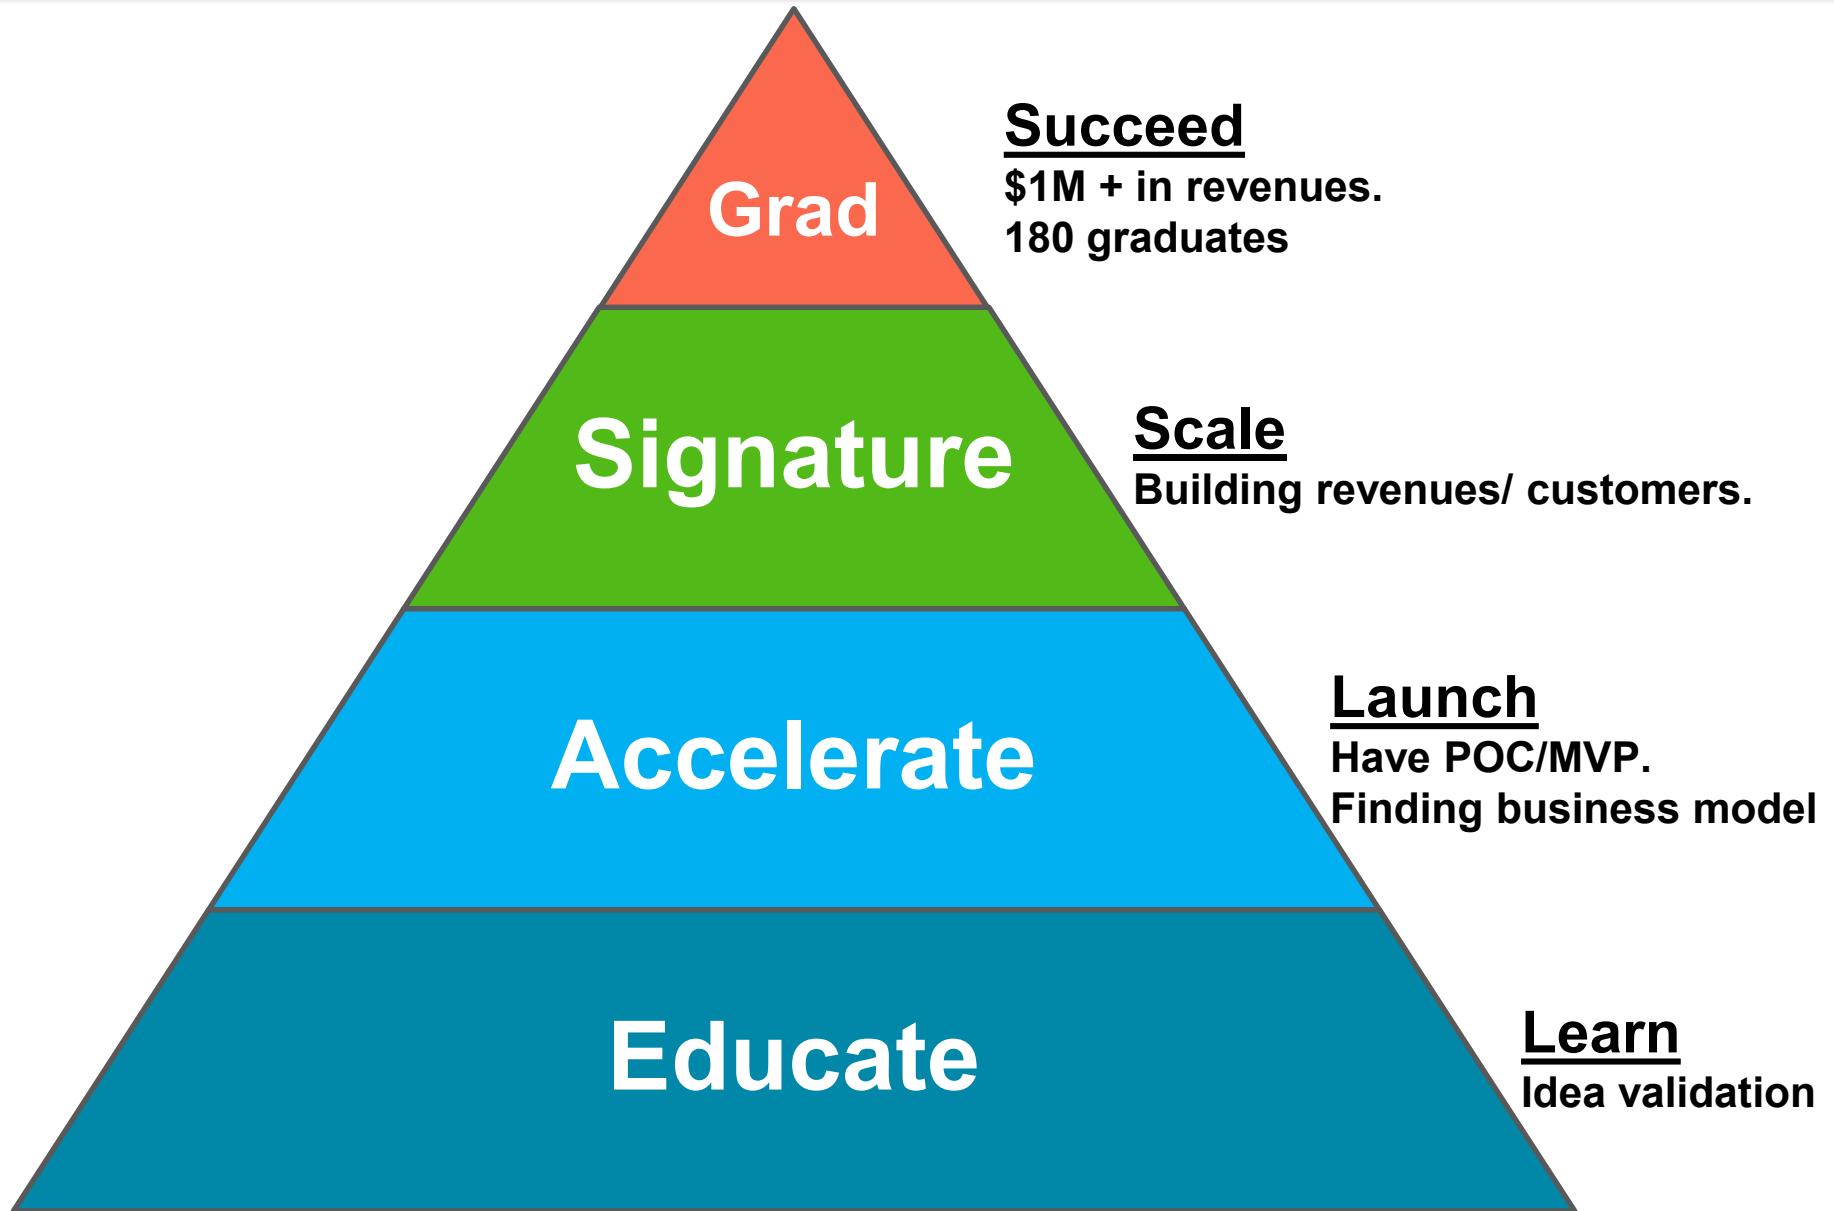 Grad
Succeed
$1M + in revenues.
180 graduates
Signature
Scale
Building revenues/ customers.
Accelerate
Launch
Have POC/MVP.
Finding business model
Educate
Learn
Idea validation